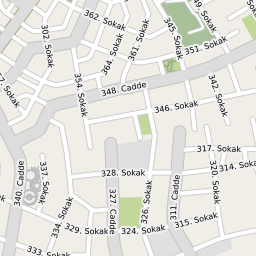 302. Sokak
362. Sokak
364. Sokak
361. Sokak
345. Sokak
351. Sokak
348. Cadde
354. Sokak
346. Sokak
342. Sokak
317. Sokak
314. Sokak
320. Sokak
328. Sokak
337. Sokak
340. Cadde
334. Sokak
327. Cadde
326. Sokak
311. Cadde
329. Sokak
324. Sokak
315. Sokak
333. Sokak